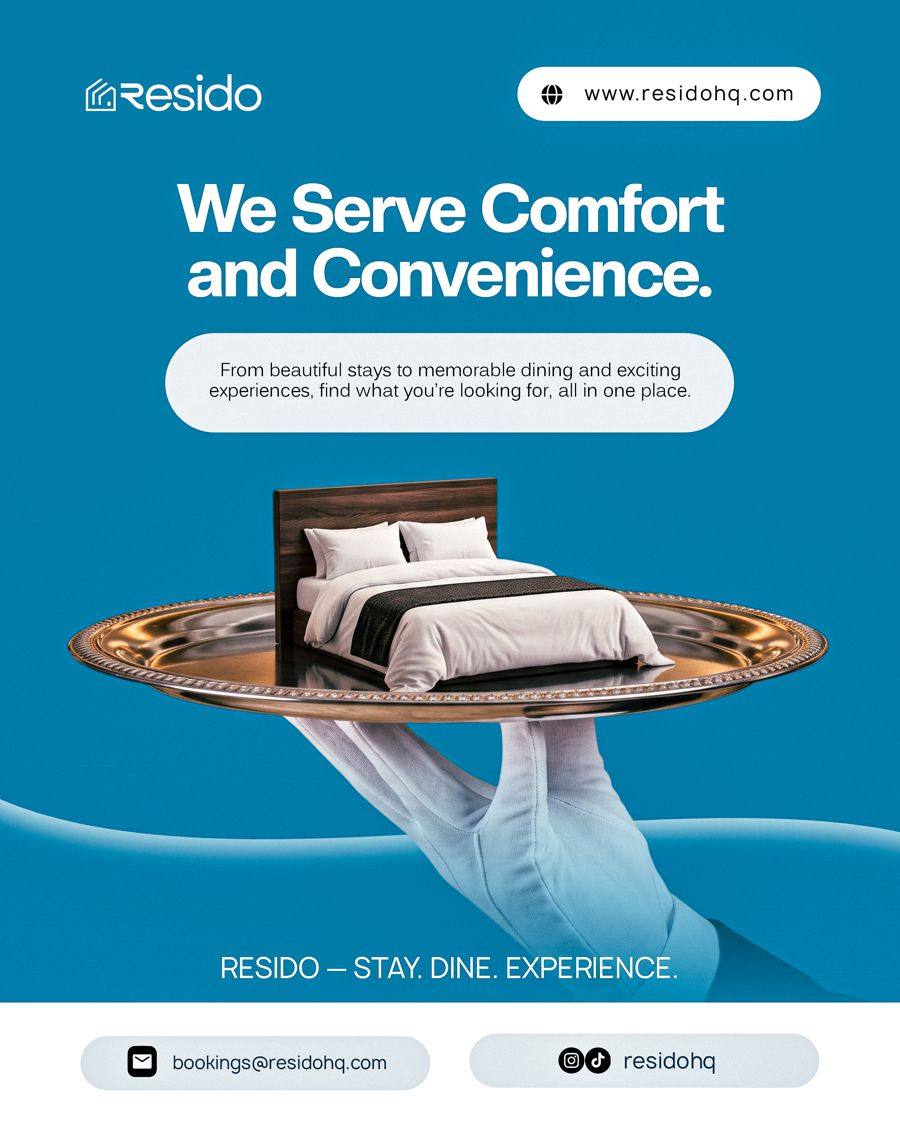 Resido
www.residohq.com
We Serve Comfort
and Convenience.
From beautiful stays to memorable dining and exciting
experiences, find what you’re looking for, all in one place.
RESIDO — STAY. DINE. EXPERIENCE.
bookings@residohq.com
residohq